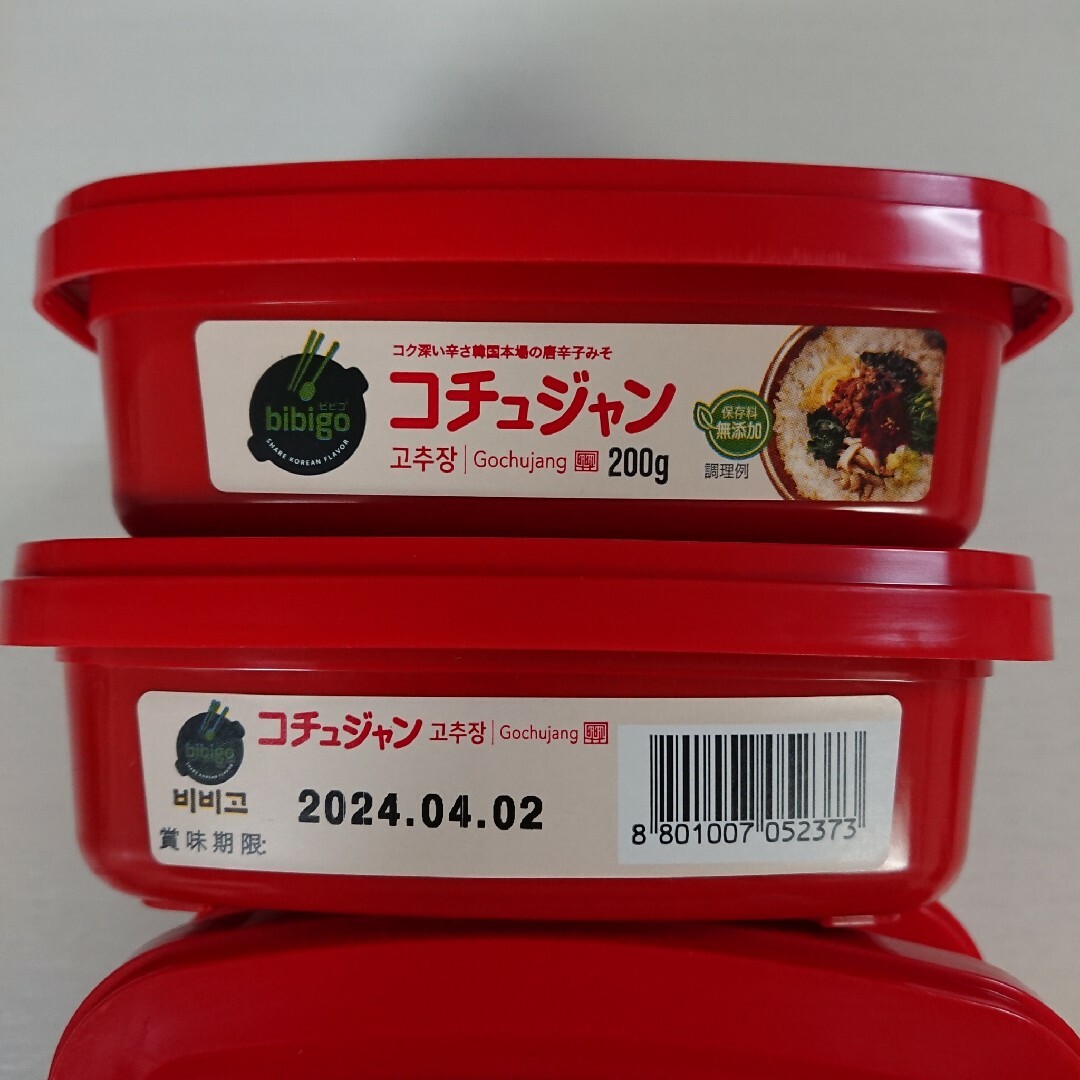 コク深い辛さ韓国本場の唐辛子みそ
ビビゴ
bibigo
SHARE KOREAN FLAVOR
コチュジャン
고추장 | Gochujang 200g
保存料
無添加
調理例
bibigo
SHARE KOREAN FLAVOR
비비고
コチュジャン 고추장 | Gochujang
賞味期限:
2024.04.02
8 801007 052373